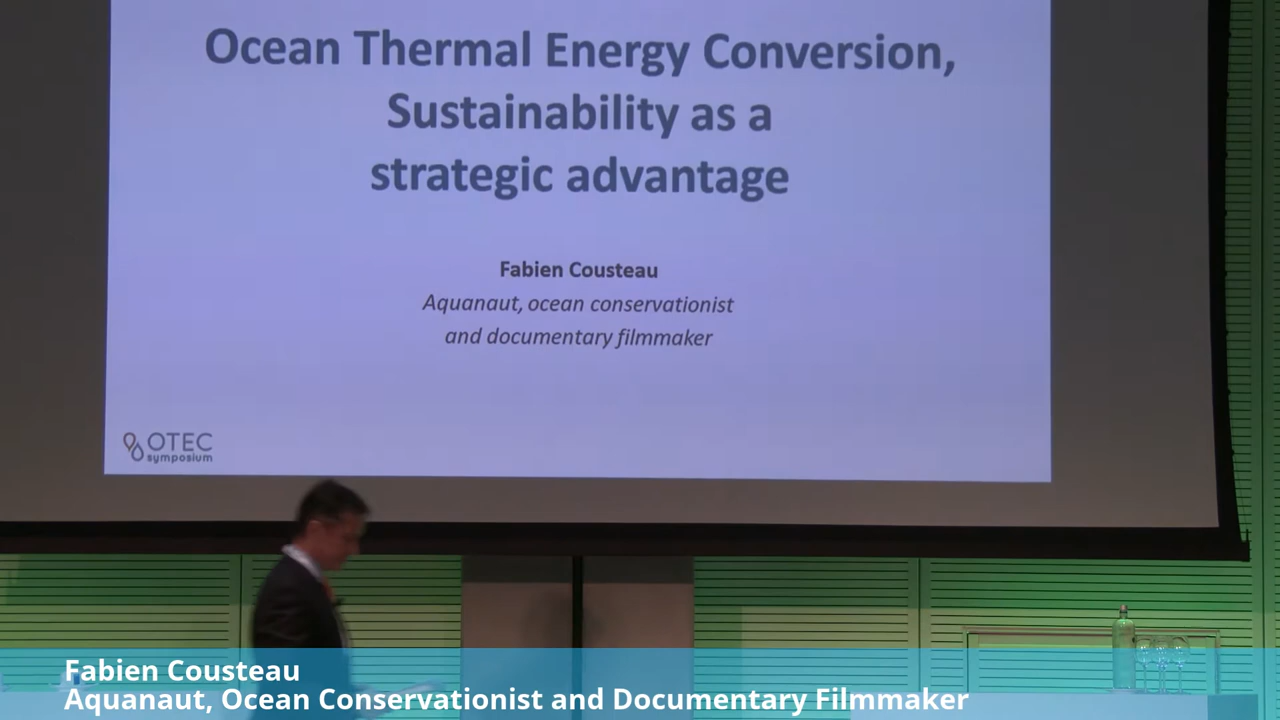 Ocean Thermal Energy Conversion,
Sustainability as a
strategic advantage
Fabien Cousteau
Aquanaut, ocean conservationist
and documentary filmmaker
OTEC
symposium
Fabien Cousteau
Aquanaut, Ocean Conservationist and Documentary Filmmaker